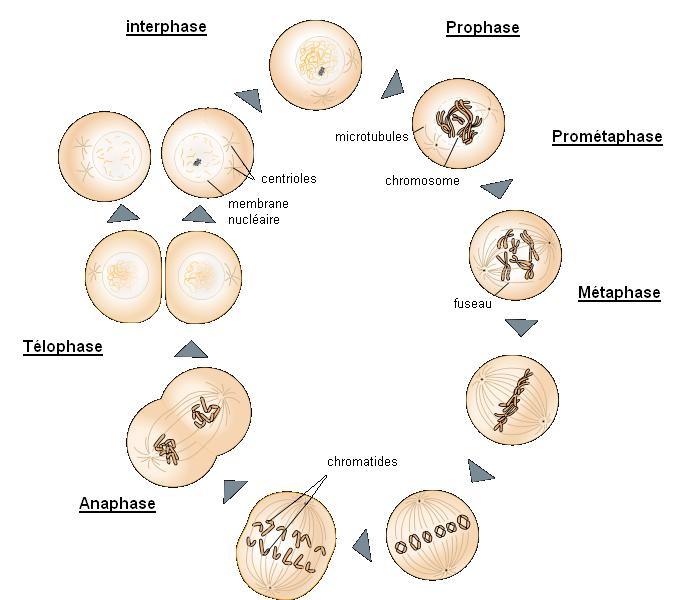 interphase
Prophase
microtubules
Prométaphase
chromosome
centrioles
membrane
nucléaire
Métaphase
fuseau
Télophase
chromatides
Anaphase